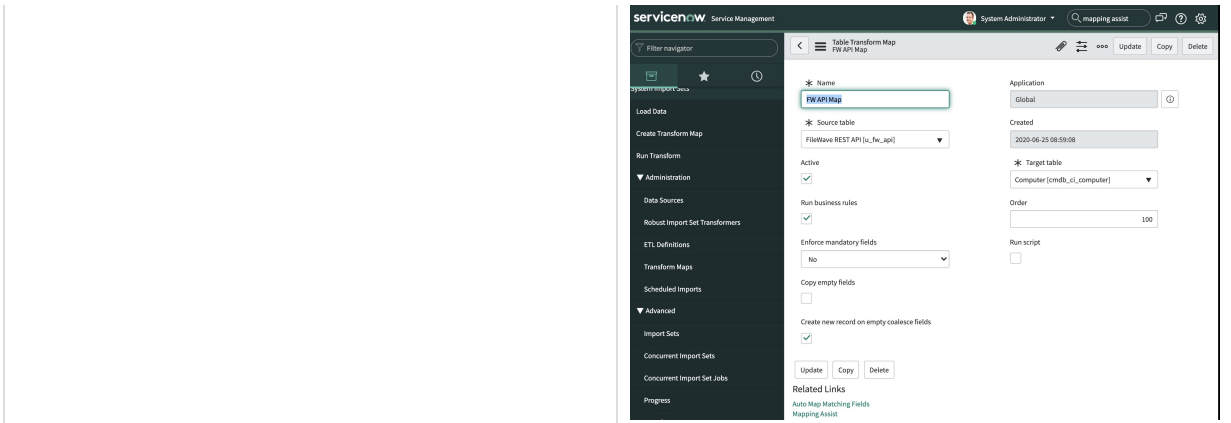 servicenow Service Management
System Administrator
mapping assist
Filter navigator
Table Transform Map
FW API Map
Update
Copy
Delete
System Import Sets
Load Data
Create Transform Map
Run Transform
Administration
Data Sources
Robust Import Set Transformers
ETL Definitions
Transform Maps
Scheduled Imports
Advanced
Import Sets
Concurrent Import Sets
Concurrent Import Set Jobs
Progress
Name
FW API Map
Application
Global
Source table
FileWave REST API [u_fw_api]
Created
2020-06-25 08:59:08
Active
Target table
Computer [cmdb_ci_computer]
Run business rules
Order
100
Enforce mandatory fields
No
Run script
Copy empty fields
Create new record on empty coalesce fields
Update
Copy
Delete
Related Links
Auto Map Matching Fields
Mapping Assist